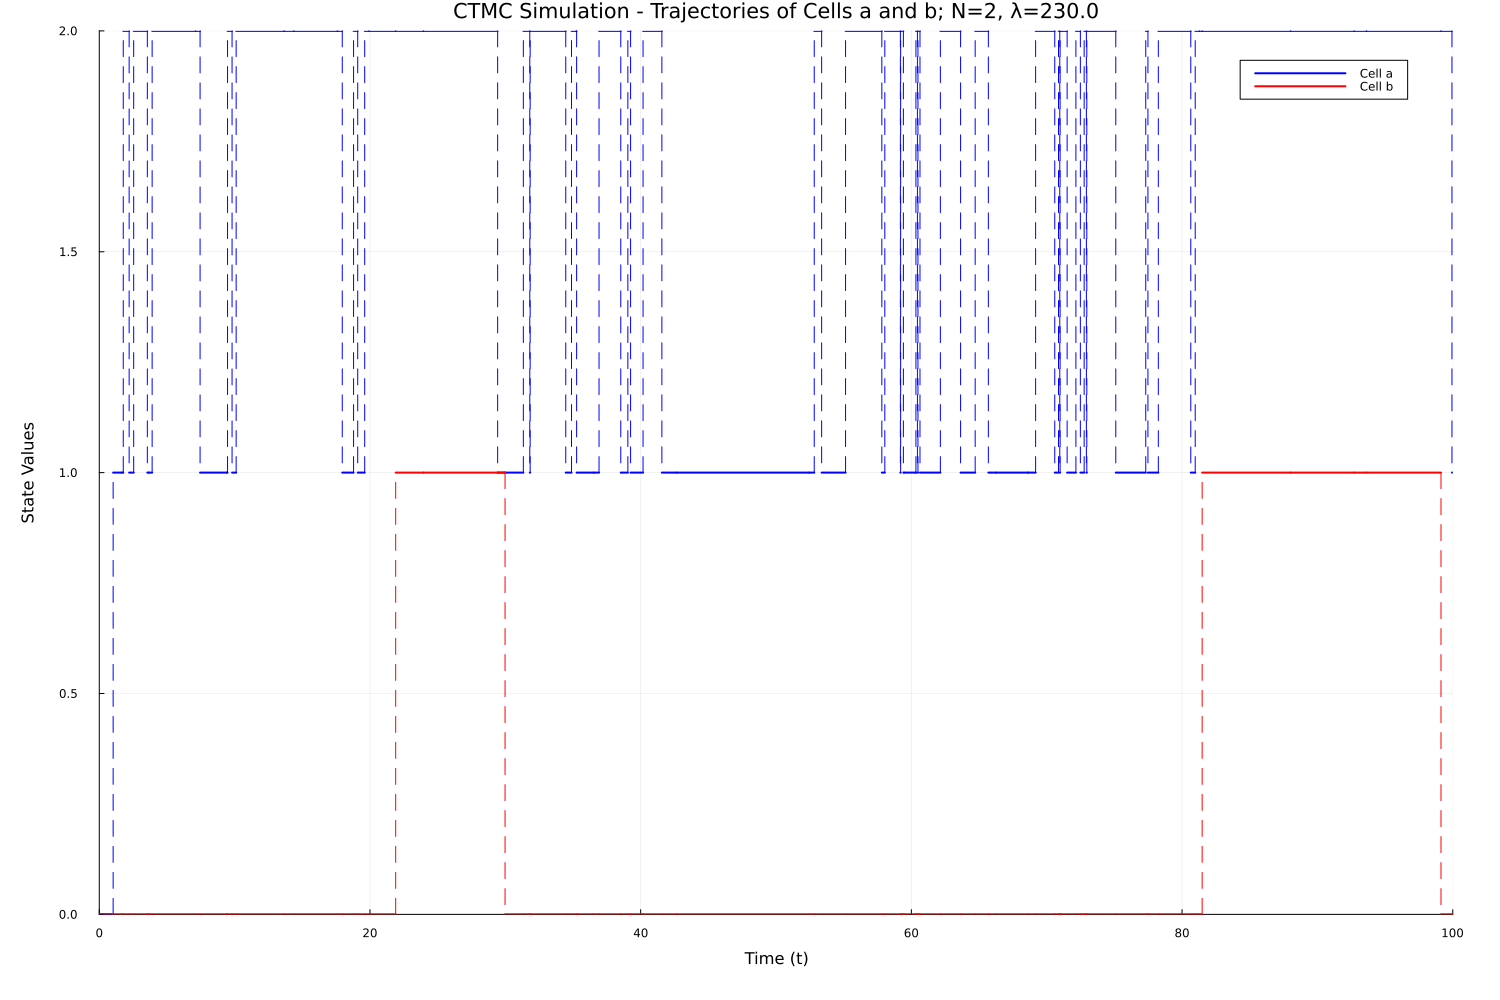 CTMC Simulation - Trajectories of Cells a and b; N=2, λ=230.0
2.0
Cell a
Cell b
1.5
State Values
1.0
0.5
0.0
0 20 40 60 80 100
Time (t)